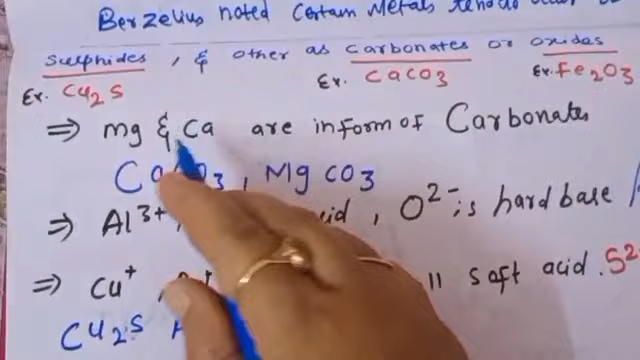 Berzelius noted Certain Metals
Sulphides, & other as carbonates or oxides
Ex. Cu2S Ex. CaCO3 Ex. Fe2O3
⇒ mg & Ca are in form of Carbonates
MgCO3
⇒ Al3+, O2- is hard base
⇒ Cu+, soft acid. S2
Cu2S